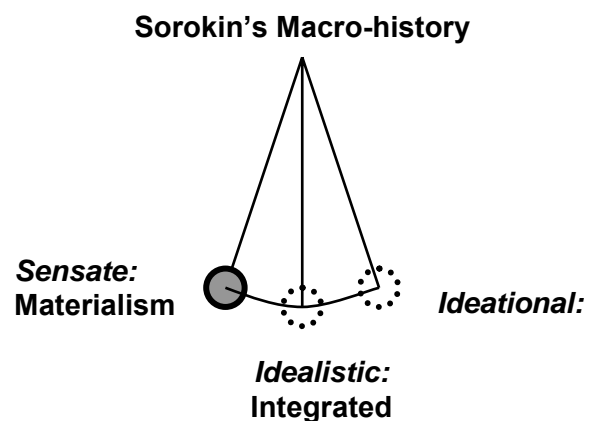 Sorokin’s Macro-history
Sensate:
Materialism
Ideational:
Idealistic:
Integrated